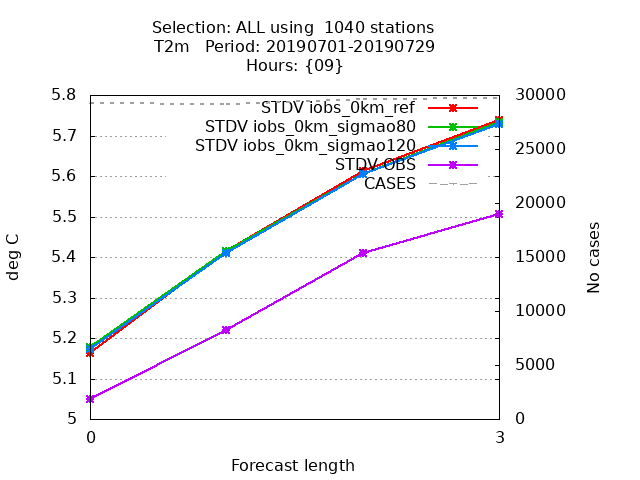 Selection: ALL using  1040 stations
T2m   Period: 20190701-20190729
Hours: {09}
5.8
5.7
5.6
5.5
5.4
5.3
5.2
5.1
5
deg C
STDV iobs_0km_ref
STDV iobs_0km_sigmao80
STDV iobs_0km_sigmao120
STDV OBS
CASES
30000
25000
20000
15000
10000
5000
0
No cases
0
3
Forecast length